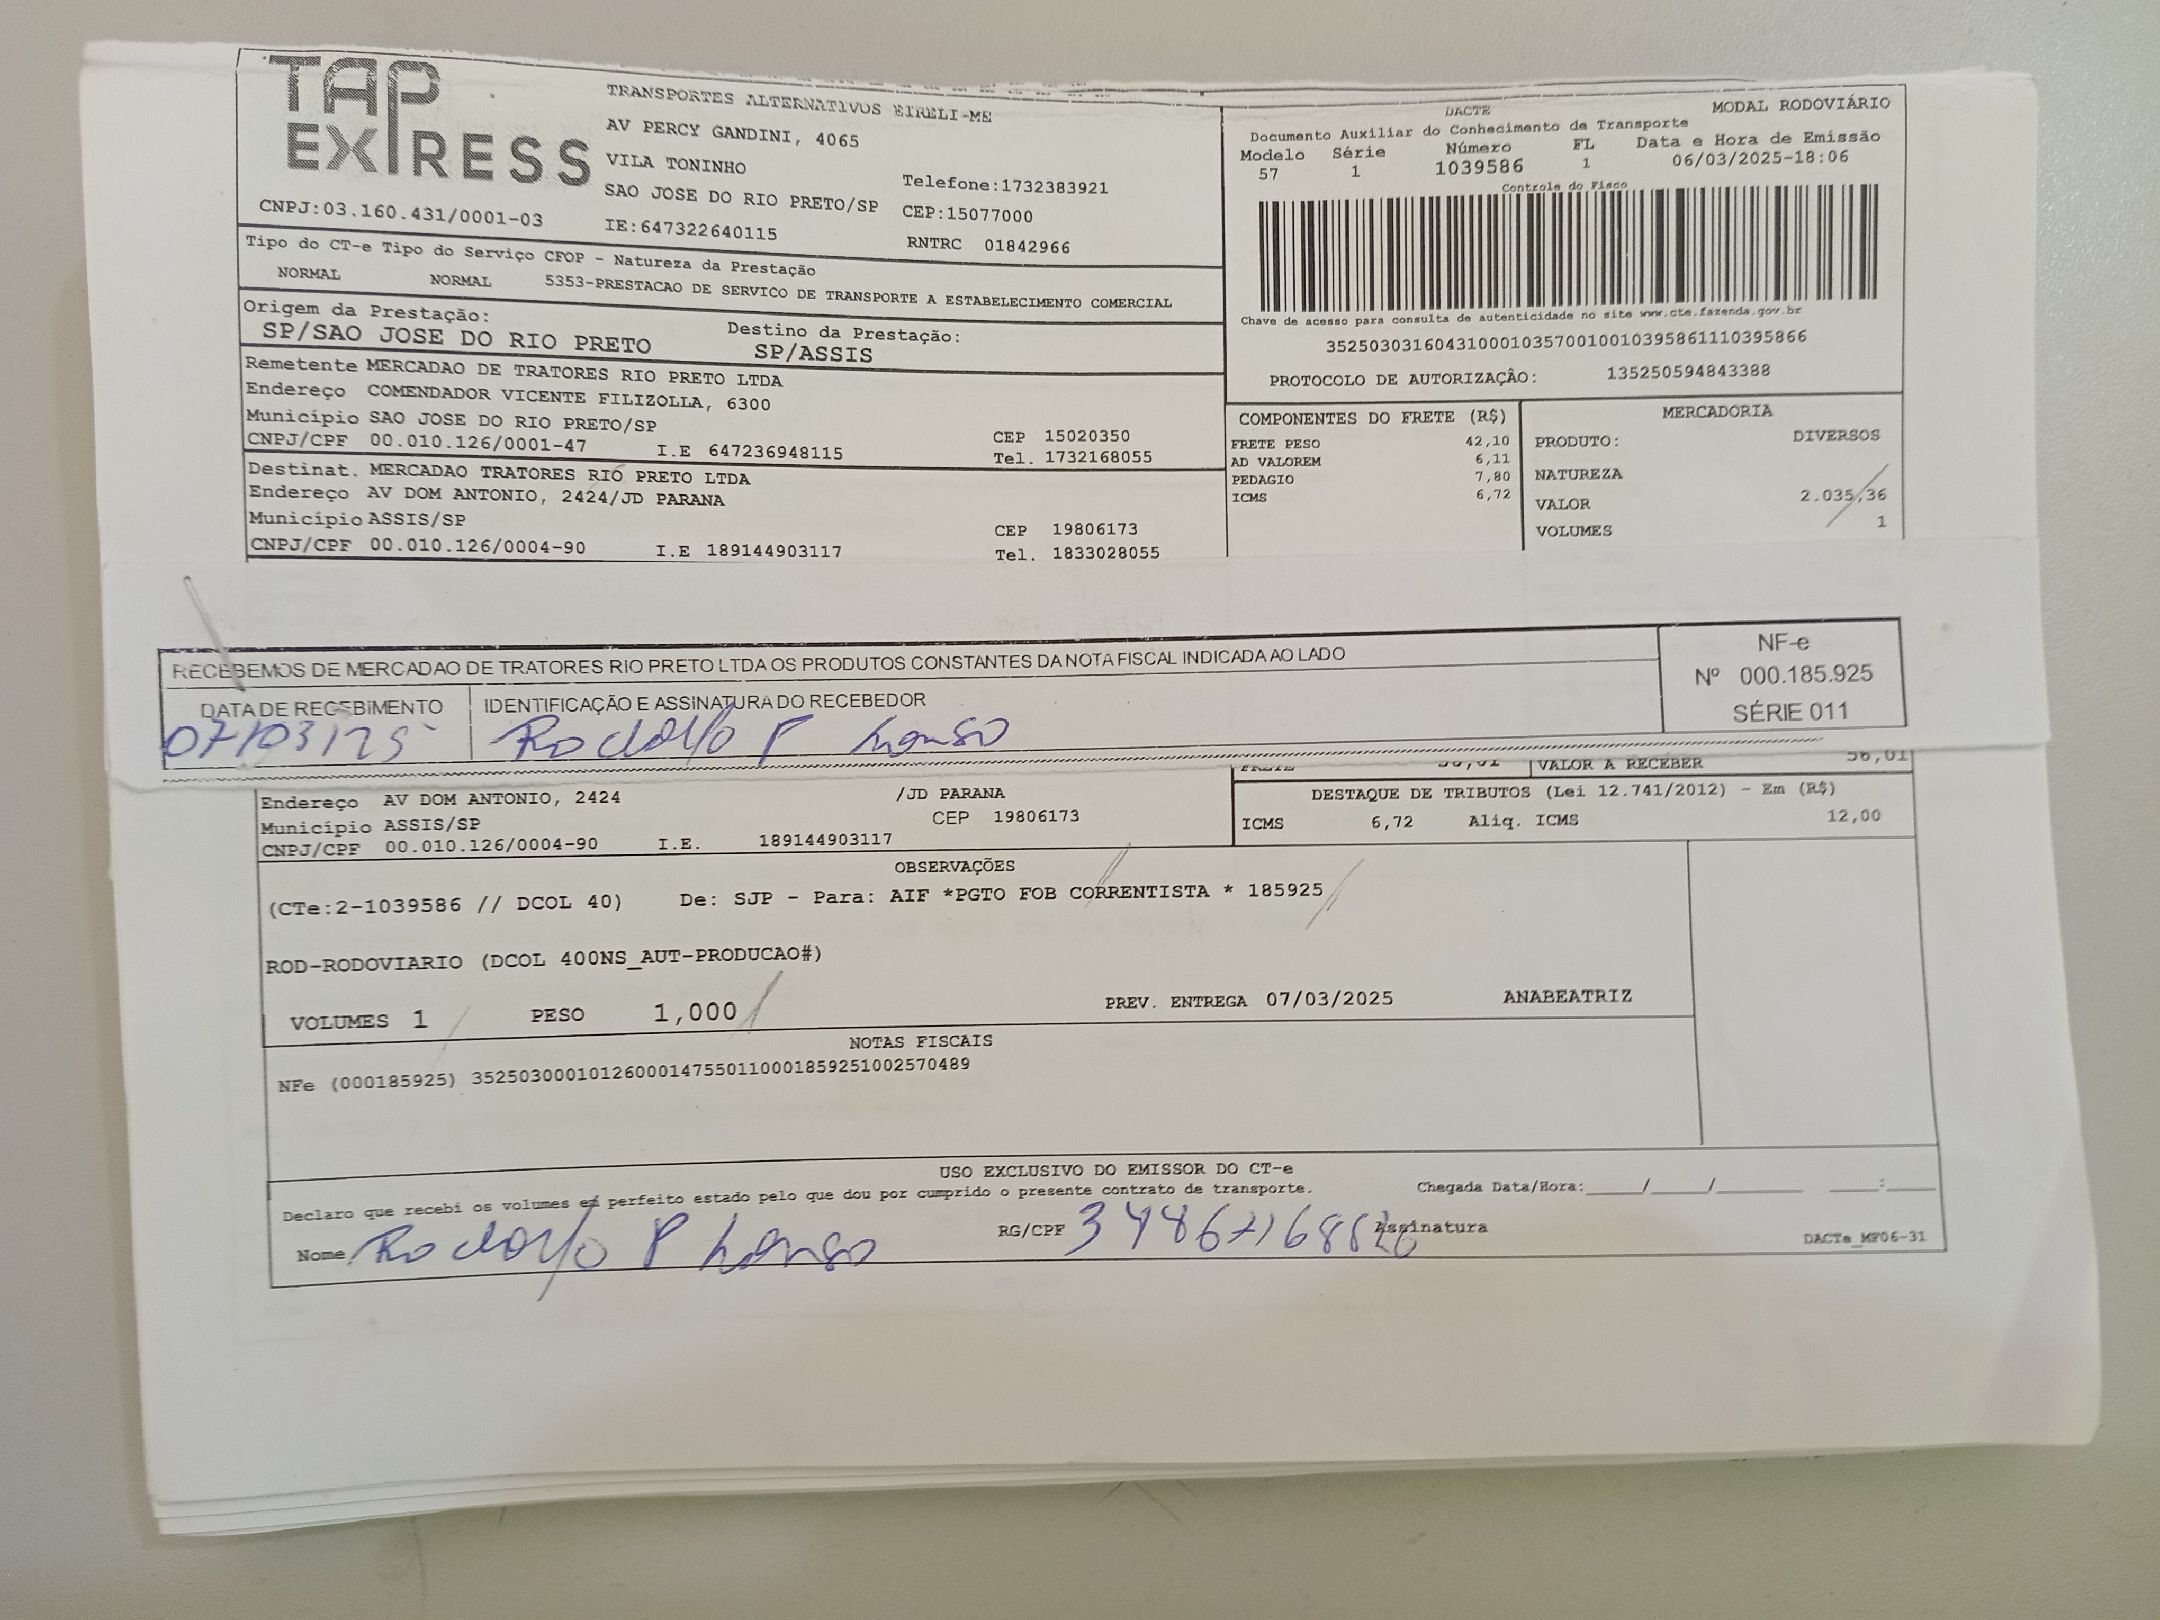 TAP
EXPRESS
TRANSPORTES ALTERNATIVOS EIRELI-ME
AV PERCY GANDINI, 4065
VILA TONINHO
Telefone:1732383921
SAO JOSE DO RIO PRETO/SP CEP:15077000
CNPJ:03.160.431/0001-03 IE:647322640115 RNTRC 01842966
DACTE MODAL RODOVIÁRIO
Documento Auxiliar do Conhecimento de Transporte
Modelo Série Número FL Data e Hora de Emissão
57 1 1039586 1 06/03/2025-18:06
Controle do Fisco
Chave de acesso para consulta de autenticidade no site www.cte.fazenda.gov.br
35250303160431000103570010010395861110395866
PROTOCOLO DE AUTORIZAÇÂO: 135250594843388
Tipo do CT-e Tipo do Serviço CFOP - Natureza da Prestação
NORMAL NORMAL 5353-PRESTACAO DE SERVICO DE TRANSPORTE A ESTABELECIMENTO COMERCIAL
Origem da Prestação: Destino da Prestação:
SP/SAO JOSE DO RIO PRETO SP/ASSIS
Remetente MERCADAO DE TRATORES RIO PRETO LTDA
Endereço COMENDADOR VICENTE FILIZOLLA, 6300
Município SAO JOSE DO RIO PRETO/SP CEP 15020350
CNPJ/CPF 00.010.126/0001-47 I.E 647236948115 Tel. 1732168055
Destinat. MERCADAO TRATORES RIO PRETO LTDA
Endereço AV DOM ANTONIO, 2424/JD PARANA
Município ASSIS/SP CEP 19806173
CNPJ/CPF 00.010.126/0004-90 I.E 189144903117 Tel. 1833028055
COMPONENTES DO FRETE (R$)
FRETE PESO 42,10
AD VALOREM 6,11
PEDAGIO 7,80
ICMS 6,72
MERCADORIA
PRODUTO: DIVERSOS
NATUREZA
VALOR 2.035,36
VOLUMES 1
RECEBEMOS DE MERCADAO DE TRATORES RIO PRETO LTDA OS PRODUTOS CONSTANTES DA NOTA FISCAL INDICADA AO LADO
NF-e
Nº 000.185.925
SÉRIE 011
DATA DE RECEBIMENTO IDENTIFICAÇÃO E ASSINATURA DO RECEBEDOR
07/03/25 Rodolfo P
FRETE 56,01 VALOR A RECEBER 56,01
Endereço AV DOM ANTONIO, 2424 /JD PARANA
Município ASSIS/SP CEP 19806173
CNPJ/CPF 00.010.126/0004-90 I.E. 189144903117
DESTAQUE DE TRIBUTOS (Lei 12.741/2012) - Em (R$)
ICMS 6,72 Aliq. ICMS 12,00
OBSERVAÇÕES
(CTe:2-1039586 // DCOL 40) De: SJP - Para: AIF *PGTO FOB CORRENTISTA * 185925
ROD-RODOVIARIO (DCOL 400NS_AUT-PRODUCAO#)
VOLUMES 1 PESO 1,000 PREV. ENTREGA 07/03/2025 ANABEATRIZ
NOTAS FISCAIS
NFe (000185925) 35250300010126000147550110001859251002570489
USO EXCLUSIVO DO EMISSOR DO CT-e
Declaro que recebi os volumes em perfeito estado pelo que dou por cumprido o presente contrato de transporte. Chegada Data/Hora:____/____/______ ____:____
Nome Rodolfo P RG/CPF Assinatura
DACTe_MF06-31